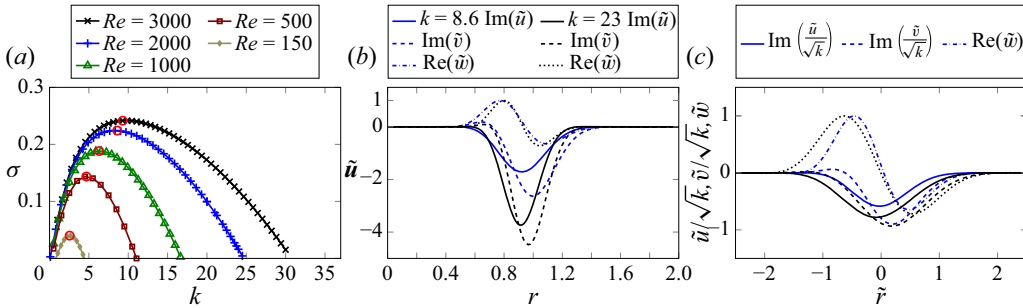 (a)
Re = 3000
Re = 2000
Re = 1000
Re = 500
Re = 150
σ
0.3
0.2
0.1
0
5
10
15
20
25
30
35
k
(b)
k = 8.6 Im(ũ)
Im(ṽ)
Re(w̃)
k = 23 Im(ũ)
Im(ṽ)
Re(w̃)
ũ
1
0
−2
−4
0
0.4
0.8
1.2
1.6
2.0
r
(c)
Im (ũ/√k)
Im (ṽ/√k)
Re(w̃)
ũ/√k, ṽ/√k, w̃
1
0
−1
−2
−1
0
1
2
r̃